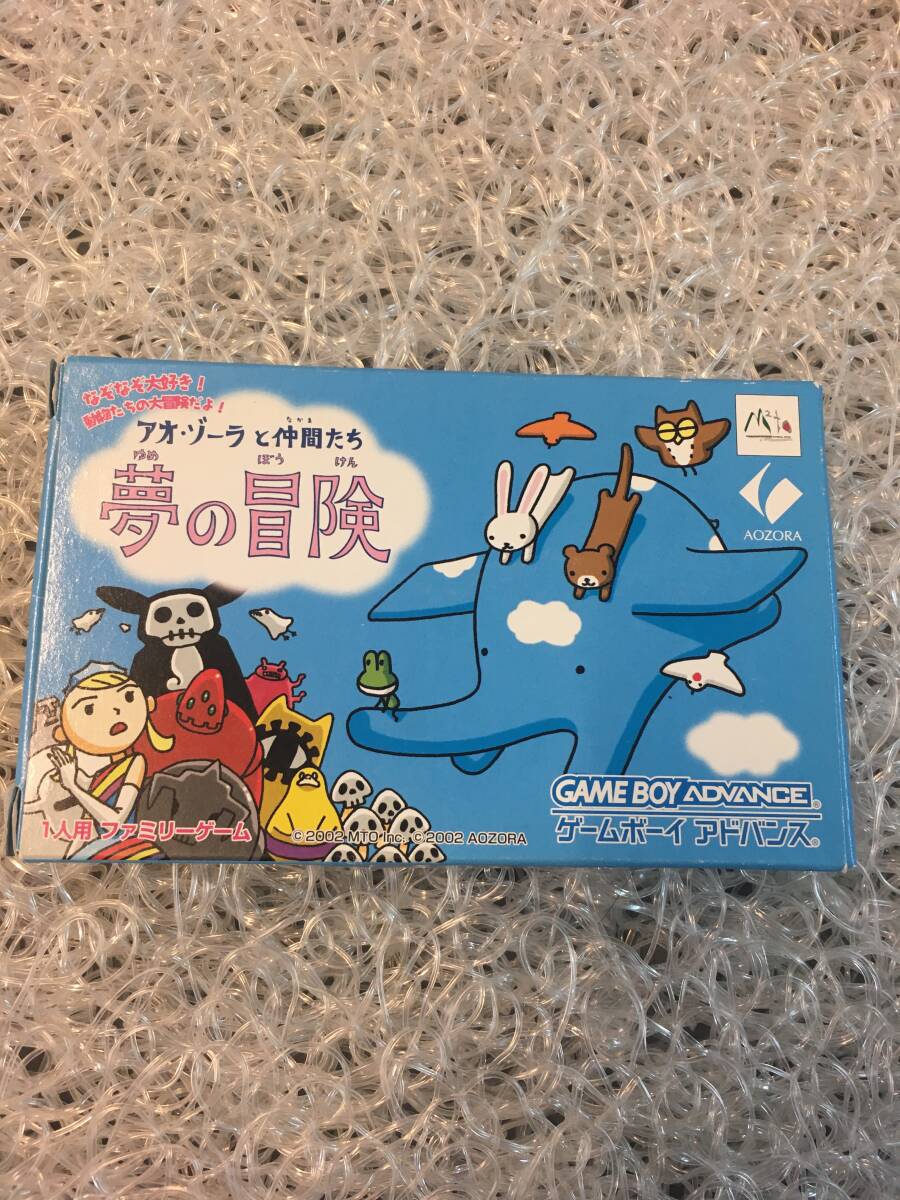 なぞなぞ大好き!
動物たちの大冒険だよ!
アオ・ゾーラと仲間たち
なかま
夢の冒険
ゆめ ぼう けん
AOZORA
GAME BOY ADVANCE
ゲームボーイ アドバンス
1人用 ファミリーゲーム
© 2002 MTO Inc. © 2002 AOZORA